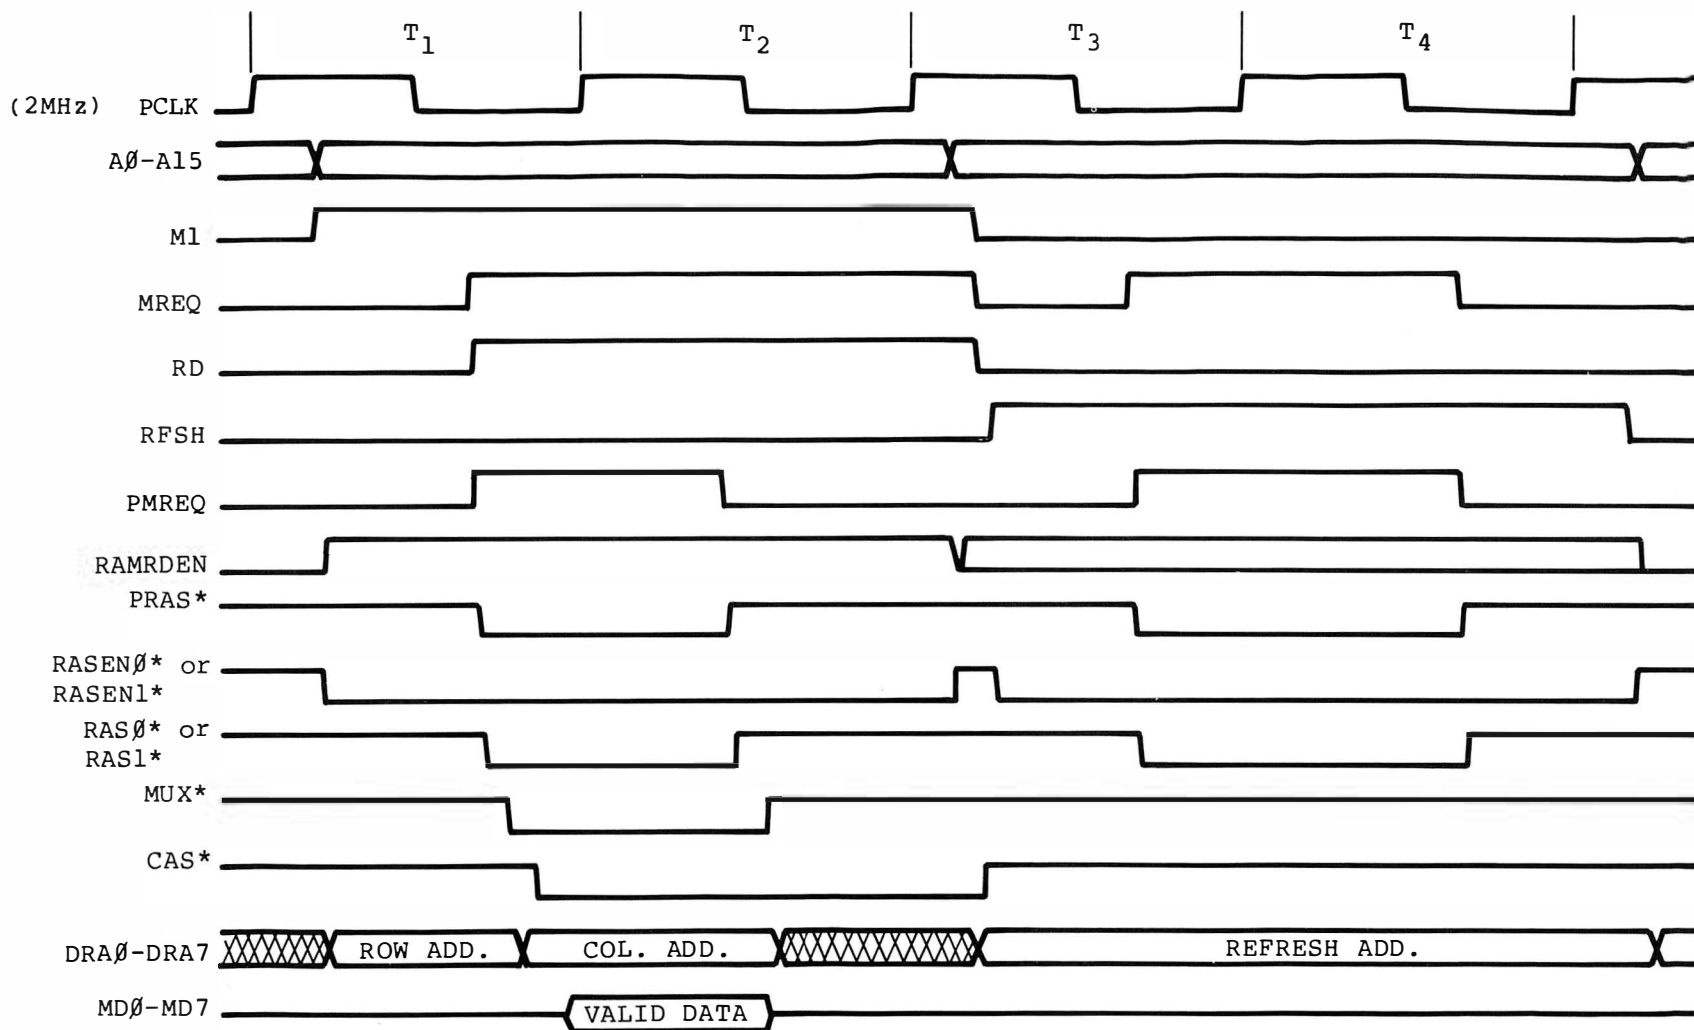 T1 T2 T3 T4
(2MHz) PCLK
AØ-A15
M1
MREQ
RD
RFSH
PMREQ
RAMRDEN
PRAS*
RASENØ* or
RASEN1*
RASØ* or
RAS1*
MUX*
CAS*
DRAØ-DRA7 ROW ADD. COL. ADD. REFRESH ADD.
MDØ-MD7 VALID DATA